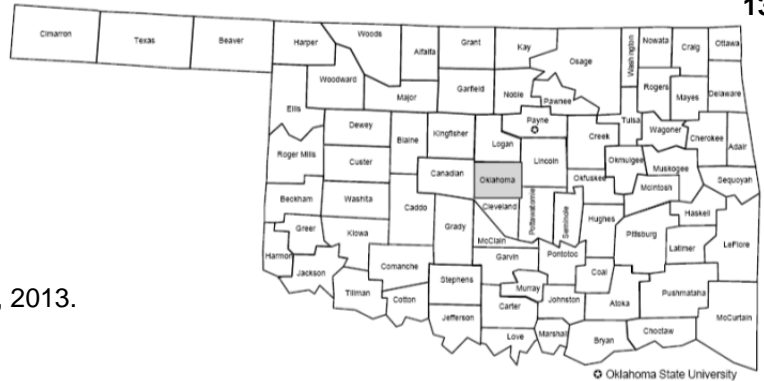 13
Cimarron
Texas
Beaver
Harper
Woods
Alfalfa
Grant
Kay
Osage
Washington
Nowata
Craig
Ottawa
Woodward
Ellis
Major
Garfield
Noble
Pawnee
Rogers
Mayes
Delaware
Dewey
Blaine
Kingfisher
Logan
Payne
Creek
Tulsa
Wagoner
Cherokee
Adair
Roger Mills
Custer
Canadian
Oklahoma
Lincoln
Okfuskee
Okmulgee
Muskogee
McIntosh
Sequoyah
Beckham
Washita
Caddo
Grady
Cleveland
Pottawatomie
Seminole
Hughes
Haskell
Greer
Kiowa
McClain
Pittsburg
Latimer
LeFlore
Harmon
Jackson
Comanche
Garvin
Pontotoc
Coal
Tillman
Cotton
Stephens
Murray
Carter
Johnston
Atoka
Pushmataha
, 2013.
Jefferson
Love
Marshall
Bryan
Choctaw
McCurtain
Oklahoma State University